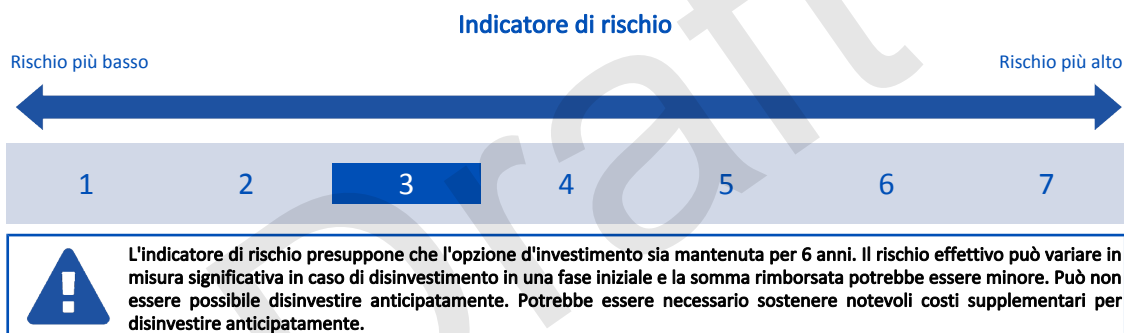 Indicatore di rischio
Rischio più basso
Rischio più alto
1 2 3 4 5 6 7
L'indicatore di rischio presuppone che l'opzione d'investimento sia mantenuta per 6 anni. Il rischio effettivo può variare in
misura significativa in caso di disinvestimento in una fase iniziale e la somma rimborsata potrebbe essere minore. Può non
essere possibile disinvestire anticipatamente. Potrebbe essere necessario sostenere notevoli costi supplementari per
disinvestire anticipatamente.
Draft